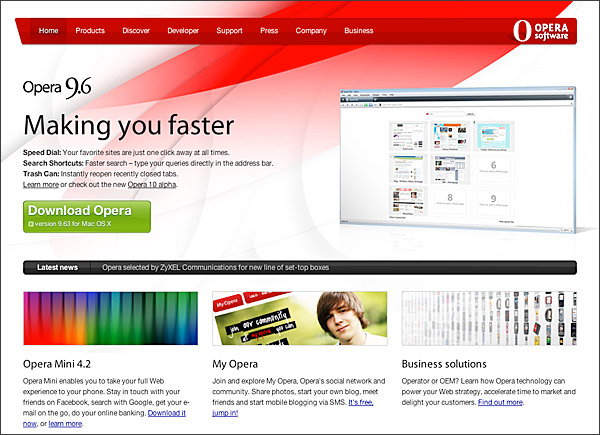 Home Products Discover Developer Support Press Company Business
OPERA
software
Opera 9.6
Making you faster
Speed Dial: Your favorite sites are just one click away at all times.
Search Shortcuts: Faster search – type your queries directly in the address bar.
Trash Can: Instantly reopen recently closed tabs.
Learn more or check out the new Opera 10 alpha.
Download Opera
version 9.63 for Mac OS X
6
8
9
Latest news Opera selected by ZyXEL Communications for new line of set-top boxes
My Opera
join our community
Opera Mini 4.2
Opera Mini enables you to take your full Web
experience to your phone. Stay in touch with your
friends on Facebook, search with Google, get your e-
mail on the go, do your online banking. Download it
now, or learn more.
My Opera
Join and explore My Opera, Opera's social network and
community. Share photos, start your own blog, meet
friends and start mobile blogging via SMS. It's free,
jump in!
Business solutions
Operator or OEM? Learn how Opera technology can
power your Web strategy, accelerate time to market and
delight your customers. Find out more.